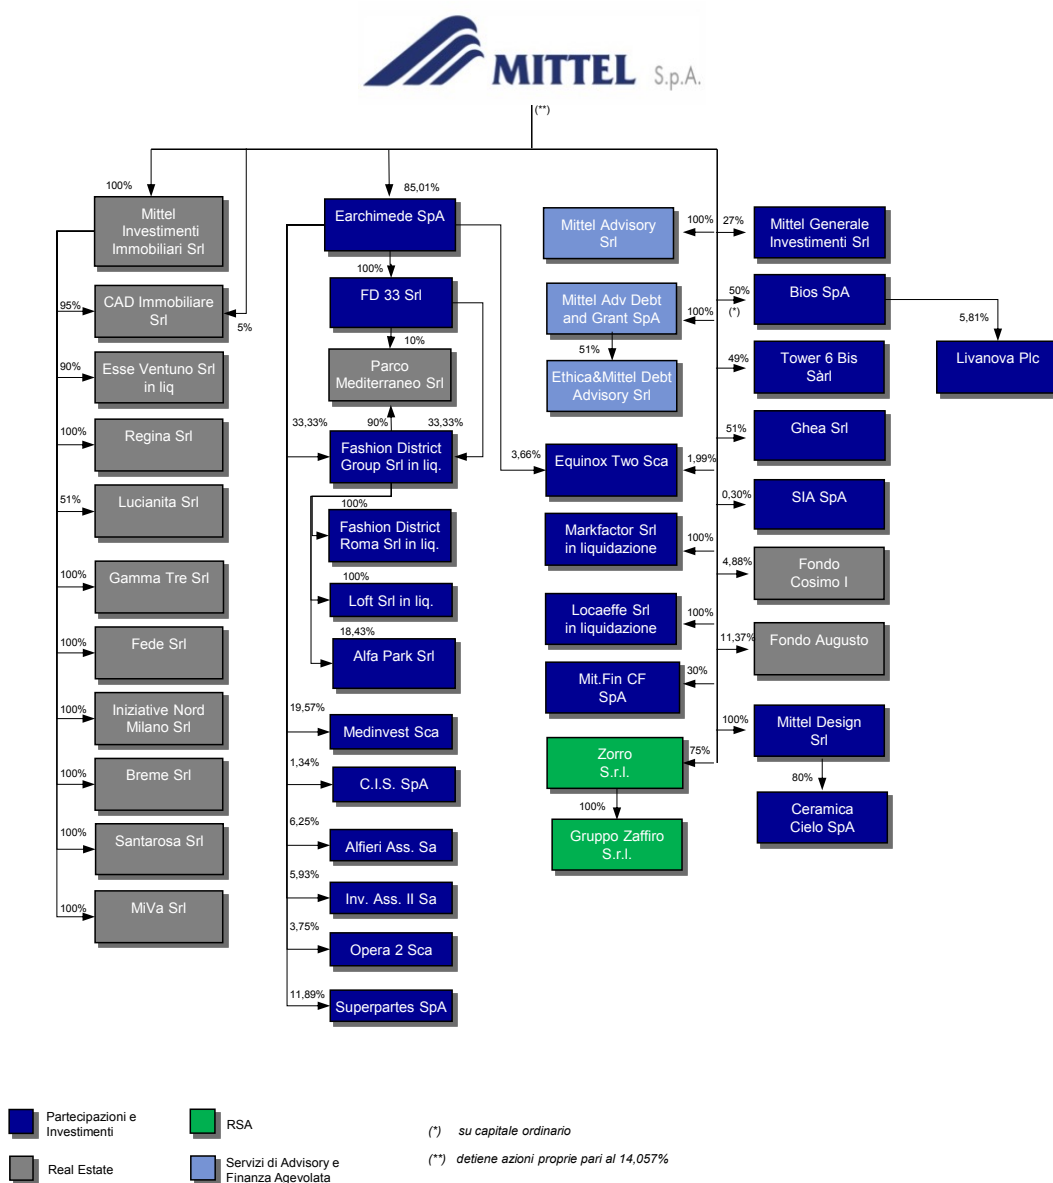 MITTEL S.p.A.
(**)
100%
Mittel
Investimenti
Immobiliari Srl
95%
CAD Immobiliare
Srl
5%
90%
Esse Ventuno Srl
in liq
100%
Regina Srl
51%
Lucianita Srl
100%
Gamma Tre Srl
100%
Fede Srl
100%
Iniziative Nord
Milano Srl
100%
Breme Srl
100%
Santarosa Srl
100%
MiVa Srl
85,01%
Earchimede SpA
100%
FD 33 Srl
10%
Parco
Mediterraneo Srl
33,33%
90%
33,33%
Fashion District
Group Srl in liq.
100%
Fashion District
Roma Srl in liq.
100%
Loft Srl in liq.
18,43%
Alfa Park Srl
19,57%
Medinvest Sca
1,34%
C.I.S. SpA
6,25%
Alfieri Ass. Sa
5,93%
Inv. Ass. II Sa
3,75%
Opera 2 Sca
11,89%
Superpartes SpA
Mittel Advisory
Srl
100%
Mittel Adv Debt
and Grant SpA
100%
51%
Ethica&Mittel Debt
Advisory Srl
3,66%
Equinox Two Sca
1,99%
Markfactor Srl
in liquidazione
100%
Locaeffe Srl
in liquidazione
100%
Mit.Fin CF
SpA
30%
Zorro
S.r.l.
75%
100%
Gruppo Zaffiro
S.r.l.
27%
Mittel Generale
Investimenti Srl
50%
(*)
Bios SpA
5,81%
Livanova Plc
49%
Tower 6 Bis
Sàrl
51%
Ghea Srl
0,30%
SIA SpA
4,88%
Fondo
Cosimo I
11,37%
Fondo Augusto
100%
Mittel Design
Srl
80%
Ceramica
Cielo SpA
Partecipazioni e
Investimenti
RSA
Real Estate
Servizi di Advisory e
Finanza Agevolata
(*) su capitale ordinario
(**) detiene azioni proprie pari al 14,057%